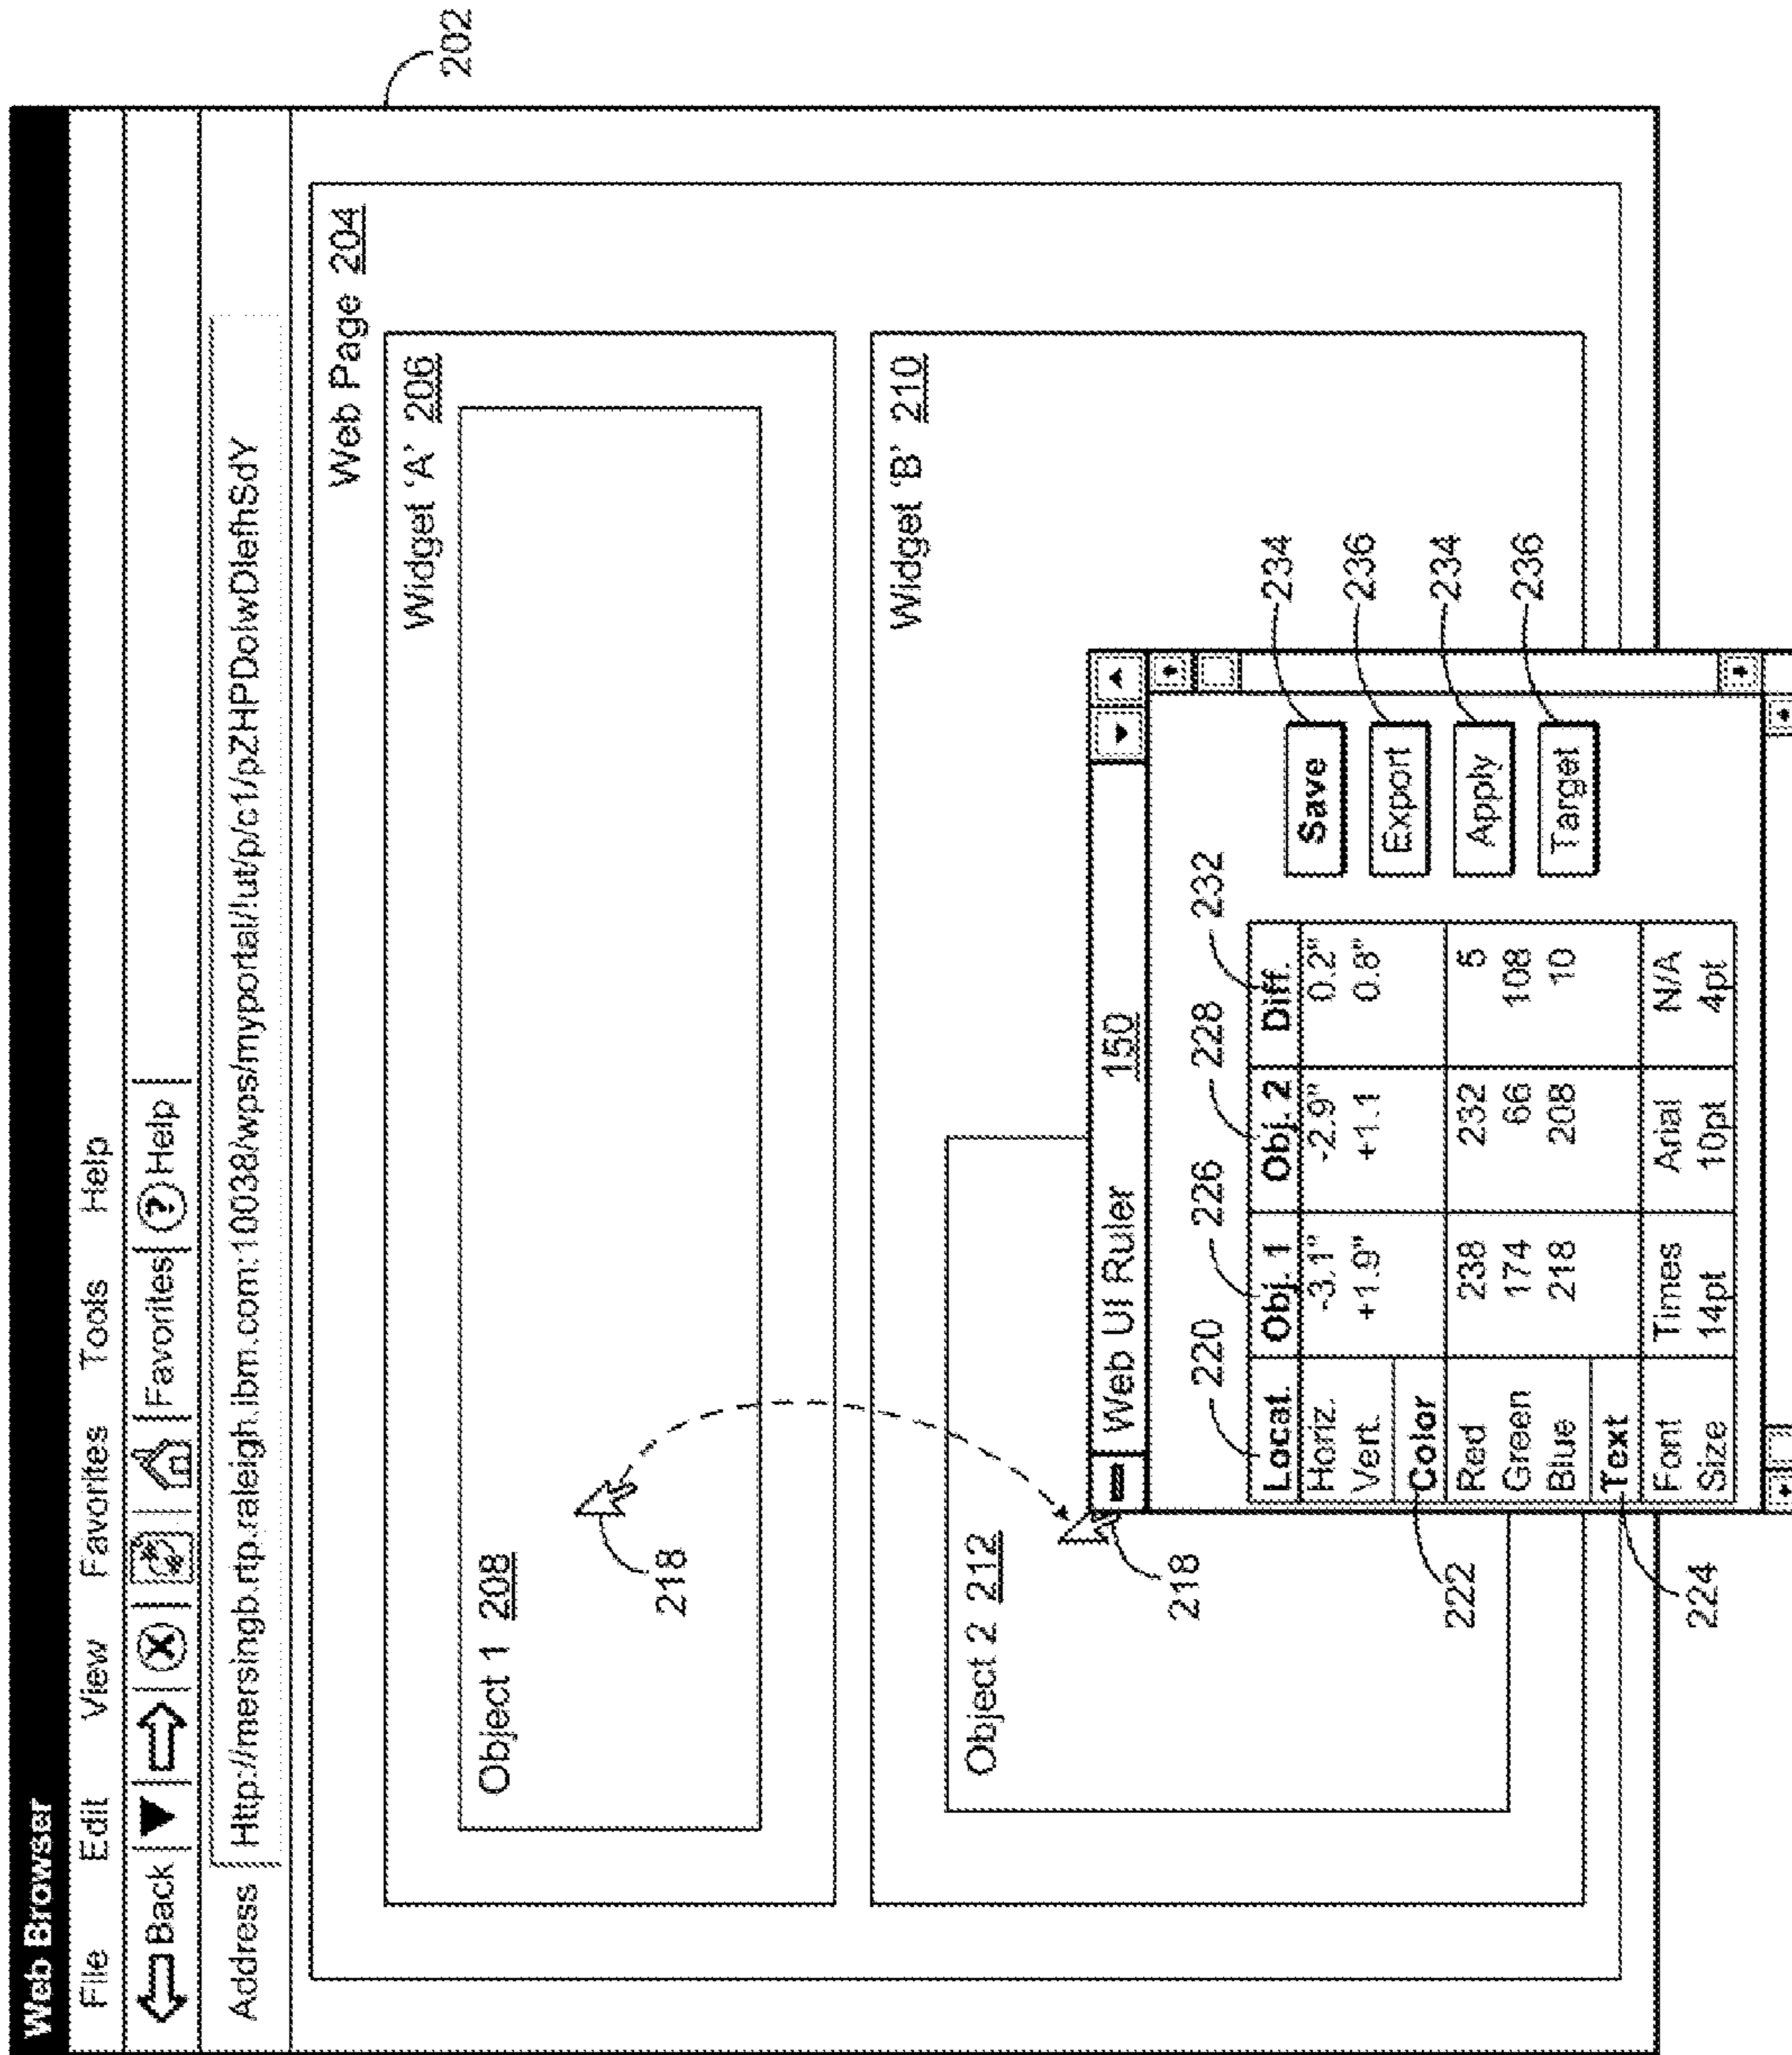 Web Browser
File Edit View Favorites Tools Help
Back Favorites ? Help
Address Http://mersingb.rtp.raleigh.ibm.com:10038/wps/myportal/!ut/p/c1/pZHPDolwDIefhSdY
202
Web Page 204
Widget 'A' 206
Object 1 208
218
Widget 'B' 210
Object 2 212
218
Web UI Ruler 150
220 226 228 232
Locat. Obj. 1 Obj. 2 Diff.
Horiz. -3.1" -2.9" 0.2"
Vert. +1.9" +1.1 0.8"
Color
Red 238 232 5
Green 174 66 108
Blue 218 208 10
Text
Font Times Arial N/A
Size 14pt 10pt 4pt
222
224
Save 234
Export 236
Apply 234
Target 236